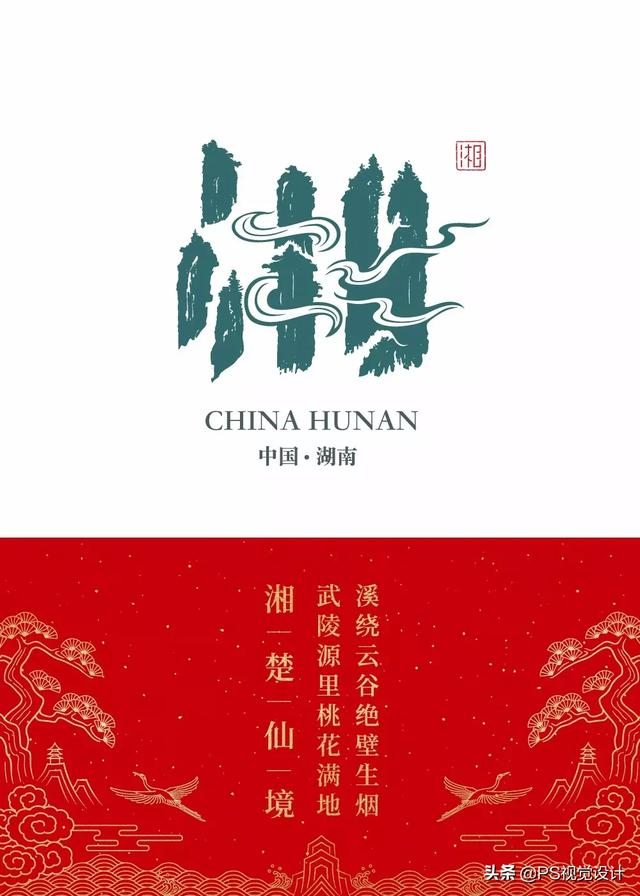 湘
湘
CHINA HUNAN
中国·湖南
溪绕云谷绝壁生烟
武陵源里桃花满地
湘|楚|仙|境
头条 @PS视觉设计